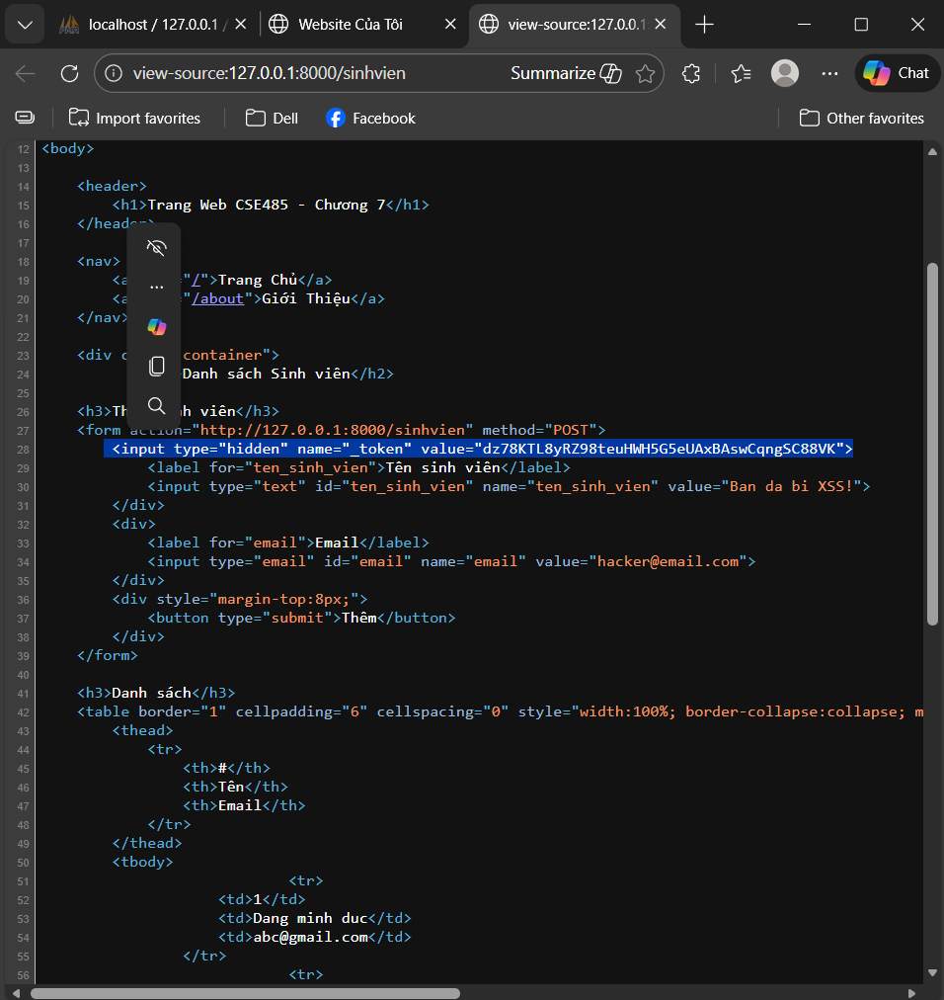 localhost / 127.0.0.1 /
Website Của Tôi
view-source:127.0.0.1:
view-source:127.0.0.1:8000/sinhvien
Summarize
Chat
Import favorites
Dell
Facebook
Other favorites
12 <body>
13
14 <header>
15 <h1>Trang Web CSE485 - Chương 7</h1>
16 </header>
17
18 <nav>
19 <a "/">Trang Chủ</a>
20 <a "/about">Giới Thiệu</a>
21 </nav>
22
23 <div c container">
24 Danh sách Sinh viên</h2>
25
26 <h3>Th nh viên</h3>
27 <form action="http://127.0.0.1:8000/sinhvien" method="POST">
28 <input type="hidden" name="_token" value="dz78KTL8yRZ98teuHWH5G5eUAxBAswCqngSC88VK">
29 <label for="ten_sinh_vien">Tên sinh viên</label>
30 <input type="text" id="ten_sinh_vien" name="ten_sinh_vien" value="Ban da bi XSS!">
31 </div>
32 <div>
33 <label for="email">Email</label>
34 <input type="email" id="email" name="email" value="hacker@email.com">
35 </div>
36 <div style="margin-top:8px;">
37 <button type="submit">Thêm</button>
38 </div>
39 </form>
40
41 <h3>Danh sách</h3>
42 <table border="1" cellpadding="6" cellspacing="0" style="width:100%; border-collapse:collapse; m
43 <thead>
44 <tr>
45 <th>#</th>
46 <th>Tên</th>
47 <th>Email</th>
48 </tr>
49 </thead>
50 <tbody>
51 <tr>
52 <td>1</td>
53 <td>Dang minh duc</td>
54 <td>abc@gmail.com</td>
55 </tr>
56 <tr>